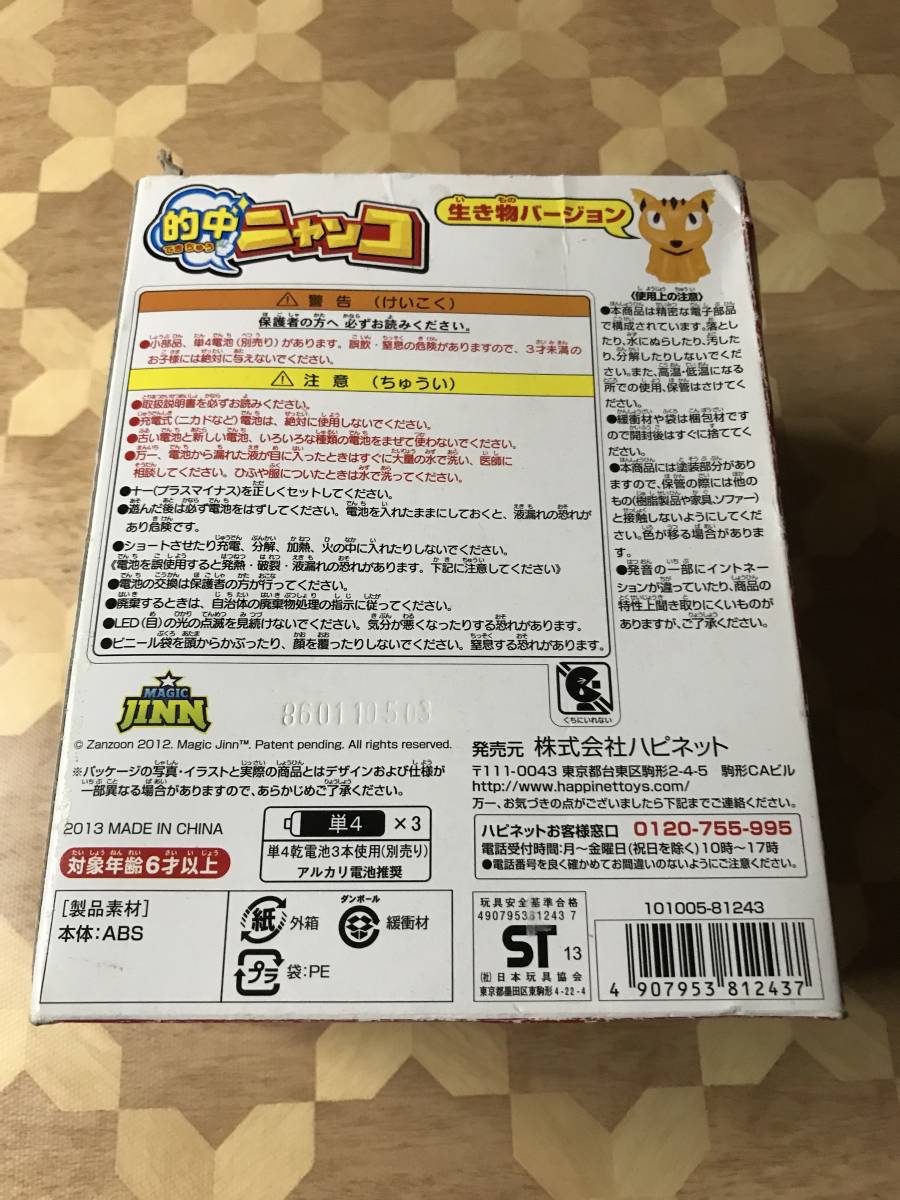 的中
てきちゅう
ニャンコ
生き物バージョン
い もの
⚠ 警告（けいこく）
保護者の方へ 必ずお読みください。
●小部品、単4電池（別売り）があります。誤飲・窒息の危険がありますので、3才未満の
お子様には絶対に与えないでください。
⚠ 注意（ちゅうい）
●取扱説明書を必ずお読みください。
●充電式（ニカドなど）電池は、絶対に使用しないでください。
●古い電池と新しい電池、いろいろな種類の電池をまぜて使わないでください。
●万一、電池から漏れた液が目に入ったときはすぐに大量の水で洗い、医師に
相談してください。ひふや服についたときは水で洗ってください。
●+-（プラスマイナス）を正しくセットしてください。
●遊んだ後は必ず電池をはずしてください。電池を入れたままにしておくと、液漏れの恐れが
あり危険です。
●ショートさせたり充電、分解、加熱、火の中に入れたりしないでください。
《電池を誤使用すると発熱・破裂・液漏れの恐れがあります。下記に注意してください》
●電池の交換は保護者の方が行ってください。
●廃棄するときは、自治体の廃棄物処理の指示に従ってください。
●LED（目）の光の点滅を見続けないでください。気分が悪くなったりする恐れがあります。
●ビニール袋を頭からかぶったり、顔を覆ったりしないでください。窒息する恐れがあります。
《使用上の注意》
●本商品は精密な電子部品
で構成されています。落とし
たり、水にぬらしたり、汚した
り、分解したりしないでくだ
さい。また、高温・低温になる
所での使用、保管はさけてく
ださい。
●緩衝材や袋は梱包材です
ので開封後はすぐに捨ててく
ださい。
●本商品には塗装部分があり
ますので、保管の際には他の
もの（樹脂製品や家具、ソファー）
と接触しないようにしてくだ
さい。色が移る場合がありま
す。
●発音の一部にイントネー
ションが違っていたり、商品の
特性上聞き取りにくいものが
ありますが、ご了承ください。
MAGIC
JINN
860110503
くちにいれない
© Zanzoon 2012. Magic Jinn™. Patent pending. All rights reserved.
※パッケージの写真・イラストと実際の商品とはデザインおよび仕様が
一部異なる場合がありますので、あらかじめご了承ください。
発売元 株式会社ハピネット
〒111-0043 東京都台東区駒形2-4-5 駒形CAビル
http://www.happinettoys.com/
万一、お気づきの点がございましたら下記までご連絡ください。
ハピネットお客様窓口 0120-755-995
電話受付時間:月〜金曜日(祝日を除く)10時〜17時
●電話番号を良く確かめてお間違いのないようにご注意ください。
2013 MADE IN CHINA
対象年齢6才以上
たいしょうねんれい さい いじょう
単4 ×3
単4乾電池3本使用(別売り)
アルカリ電池推奨
[製品素材]
本体:ABS
紙 外箱
ダンボール
緩衝材
プラ 袋:PE
玩具安全基準合格
490795381243 7
ST 13
(社)日本玩具協会
東京都墨田区東駒形4-22-4
101005-81243
4 907953 812437